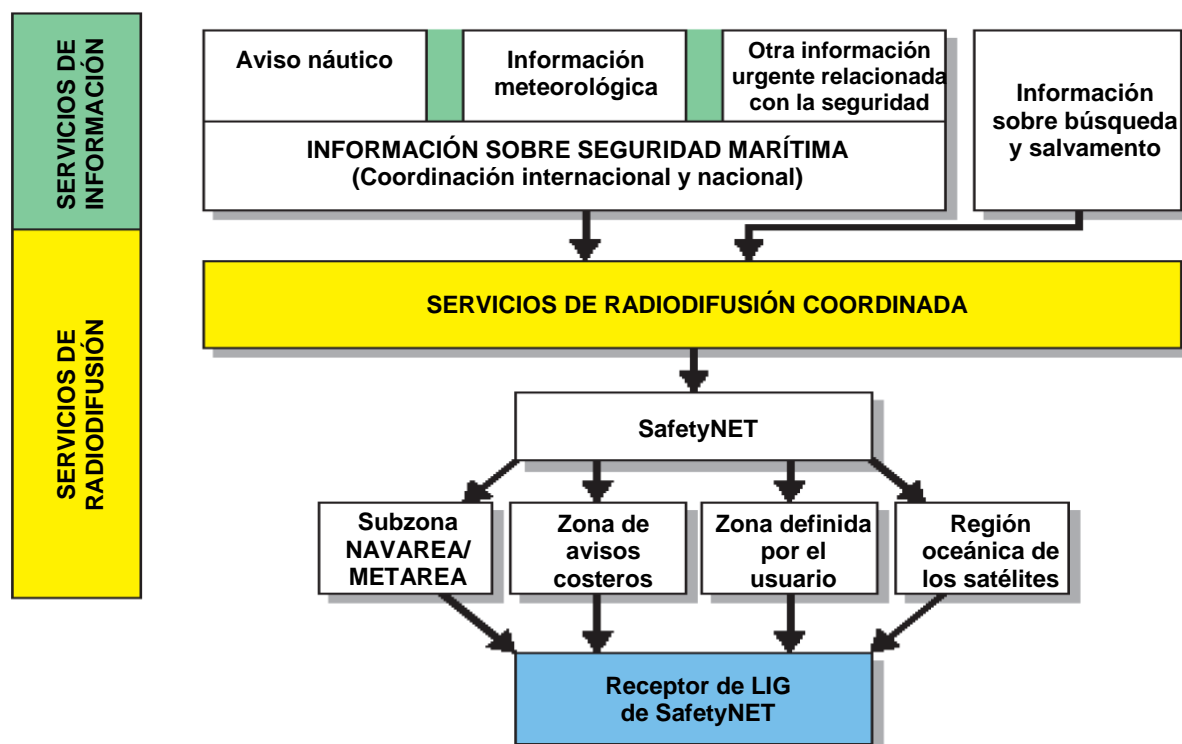 SERVICIOS DE
INFORMACIÓN
Aviso náutico
Información
meteorológica
Otra información
urgente relacionada
con la seguridad
INFORMACIÓN SOBRE SEGURIDAD MARÍTIMA
(Coordinación internacional y nacional)
Información
sobre búsqueda
y salvamento
SERVICIOS DE
RADIODIFUSIÓN
SERVICIOS DE RADIODIFUSIÓN COORDINADA
SafetyNET
Subzona
NAVAREA/
METAREA
Zona de
avisos
costeros
Zona definida
por el
usuario
Región
oceánica de
los satélites
Receptor de LIG
de SafetyNET